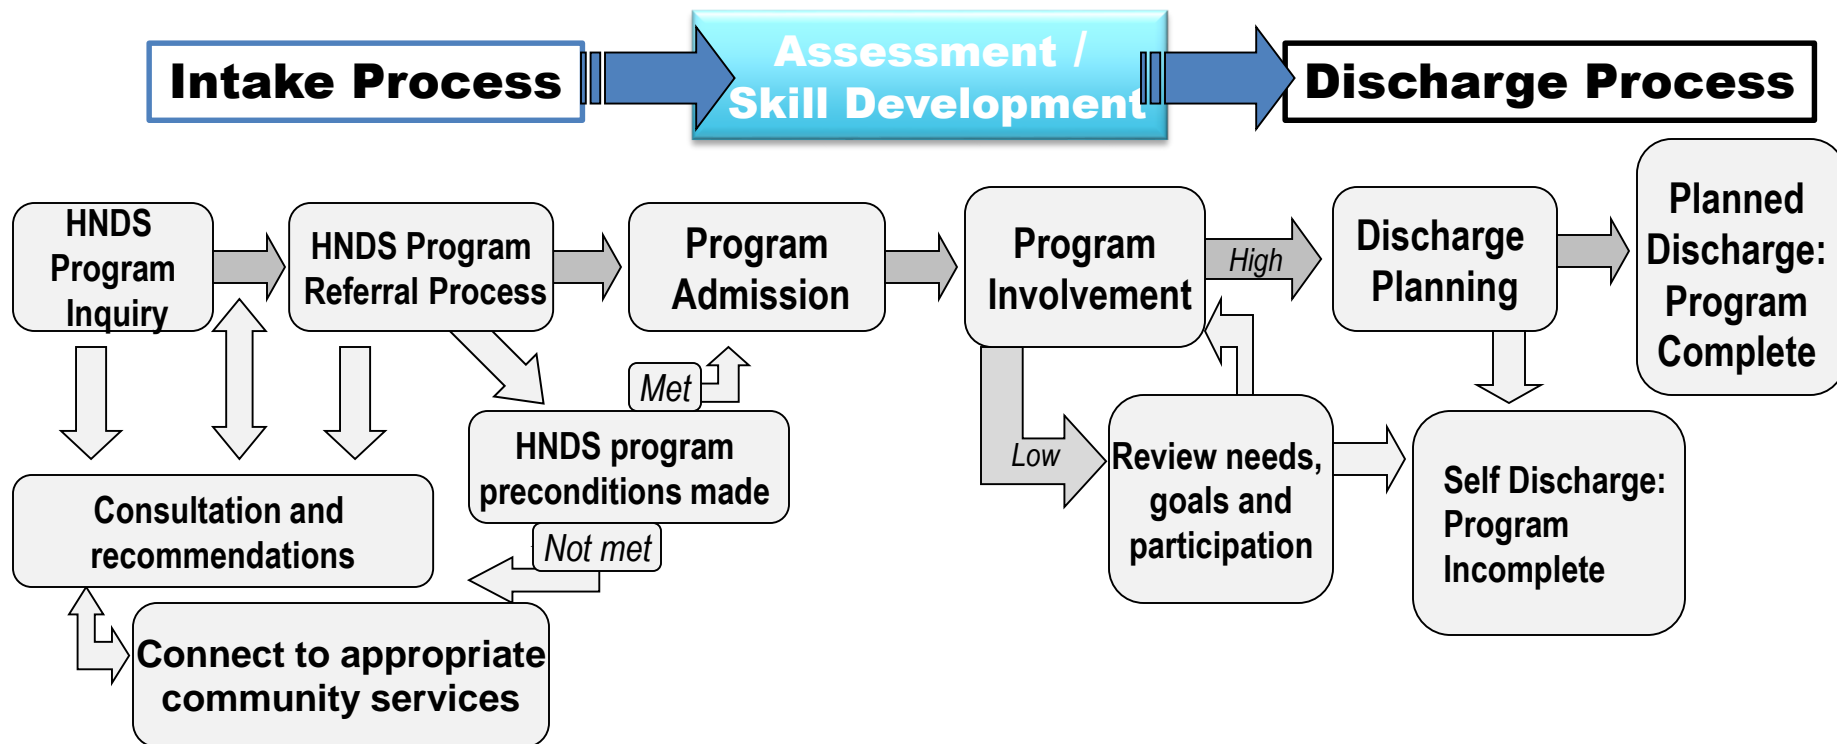 Intake Process
Assessment /
Skill Development
Discharge Process
HNDS
Program
Inquiry
HNDS Program
Referral Process
Program
Admission
Program
Involvement
High
Discharge
Planning
Planned
Discharge:
Program
Complete
Met
HNDS program
preconditions made
Not met
Low
Review needs,
goals and
participation
Self Discharge:
Program
Incomplete
Consultation and
recommendations
Connect to appropriate
community services